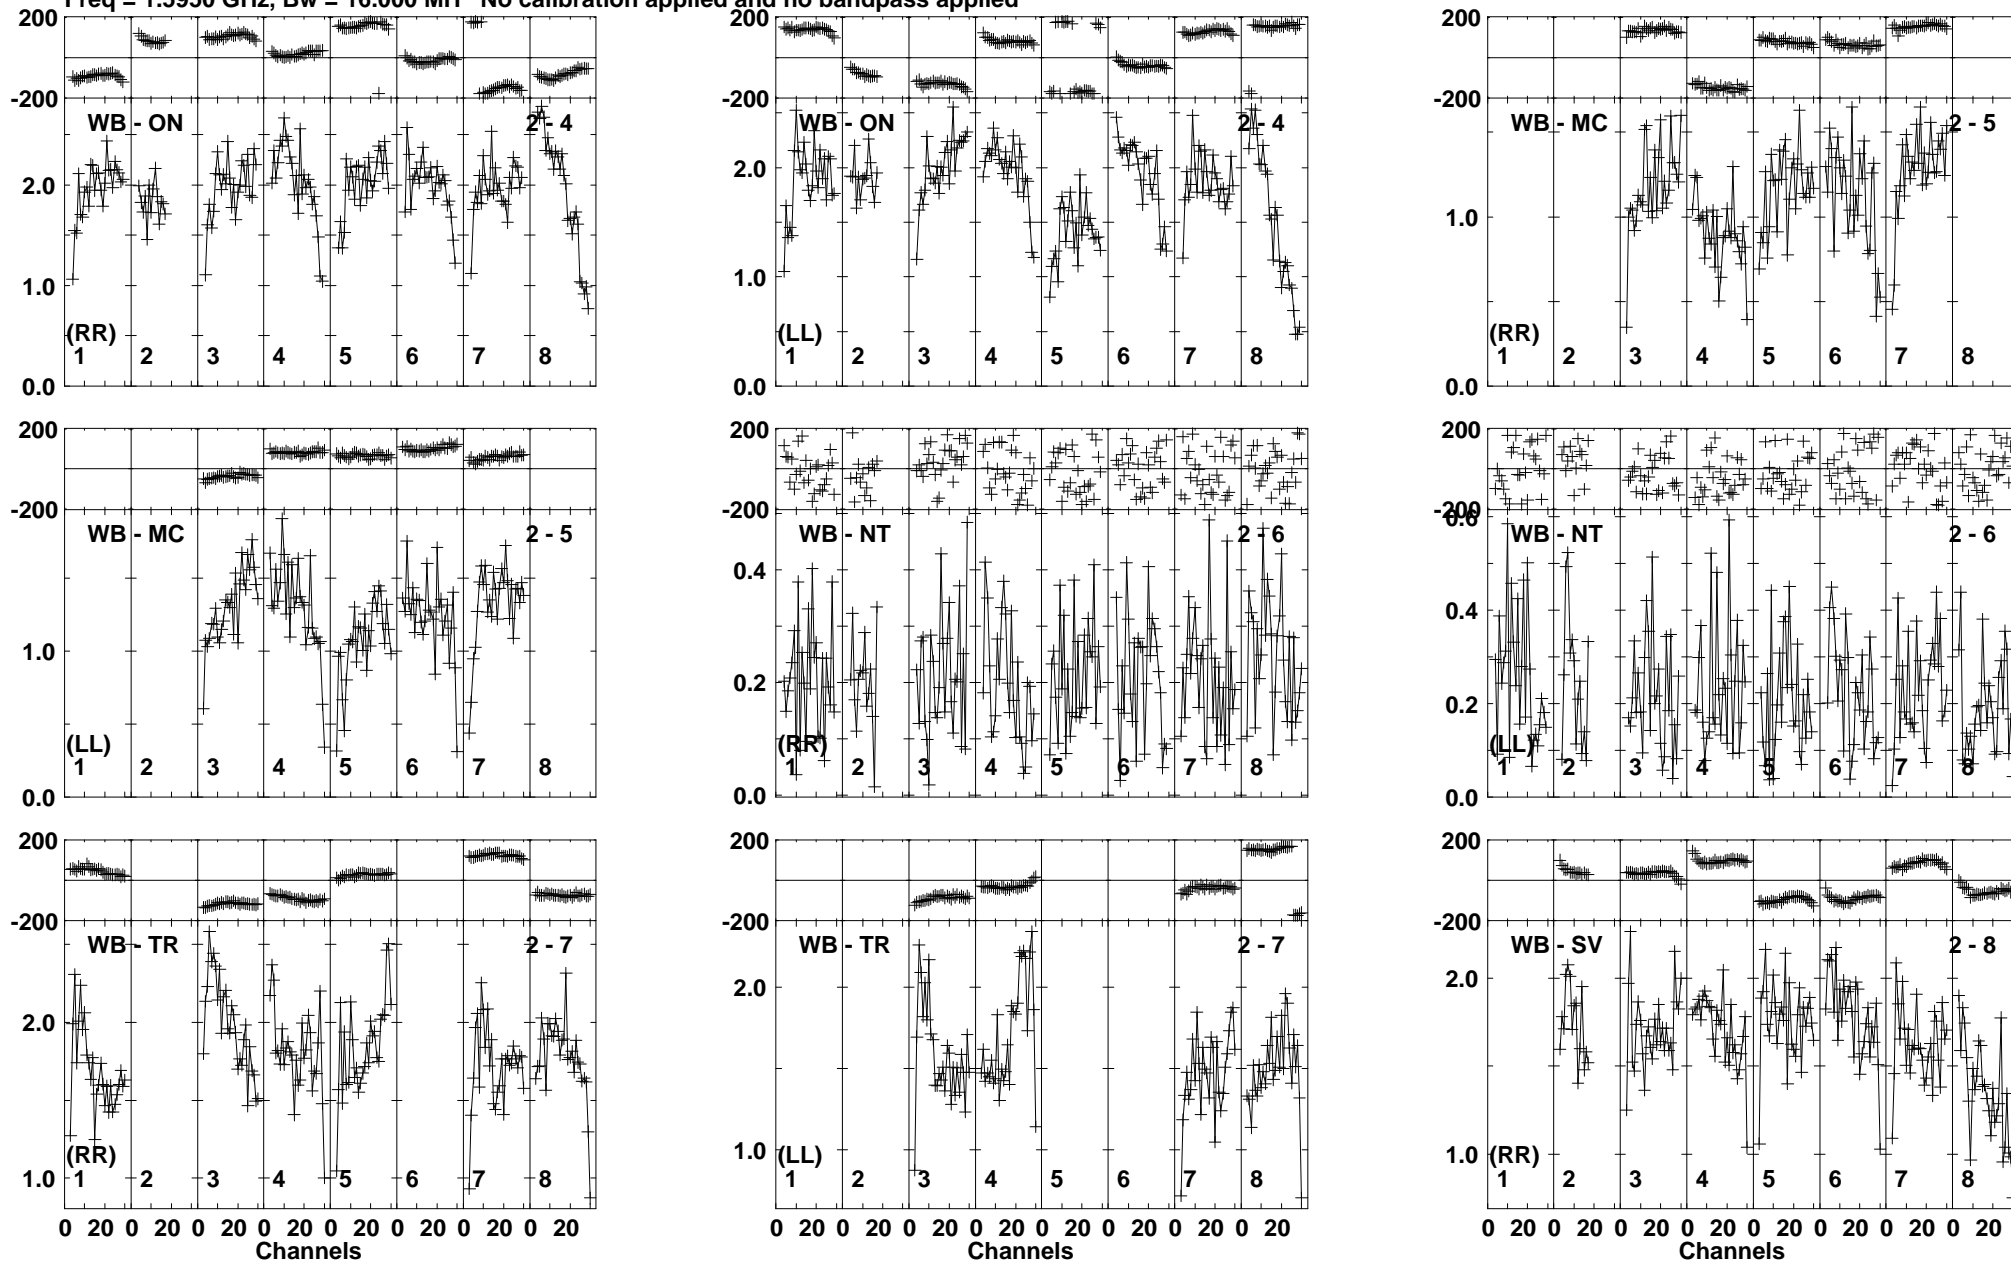 Freq = 1.5950 GHz, Bw = 16.000 MH No calibration applied and no bandpass applied
200 200 200
-200 -200 -200
WB - ON 2 - 4 WB - ON 2 - 4 WB - MC 2 - 5
2.0 2.0
1.0 1.0 1.0
(RR) (LL) (RR)
1 2 3 4 5 6 7 8 1 2 3 4 5 6 7 8 1 2 3 4 5 6 7 8
0.0 0.0 0.0
200 200 200
-200 -200 -200
0.6
WB - MC 2 - 5 WB - NT 2 - 6 WB - NT 2 - 6
0.4 0.4
1.0 0.2 0.2
(LL) (RR) (LL)
1 2 3 4 5 6 7 8 1 2 3 4 5 6 7 8 1 2 3 4 5 6 7 8
0.0 0.0 0.0
200 200 200
-200 -200 -200
WB - TR 2 - 7 WB - TR 2 - 7 WB - SV 2 - 8
2.0 2.0 2.0
1.0 1.0 1.0
(RR) (LL) (RR)
1 2 3 4 5 6 7 8 1 2 3 4 5 6 7 8 1 2 3 4 5 6 7 8
0 20 0 20 0 20 0 20 0 20 0 20 0 20 0 20 0 20 0 20 0 20 0 20 0 20 0 20 0 20 0 20 0 20 0 20 0 20 0 20 0 20 0 20 0 20 0 20
Channels Channels Channels